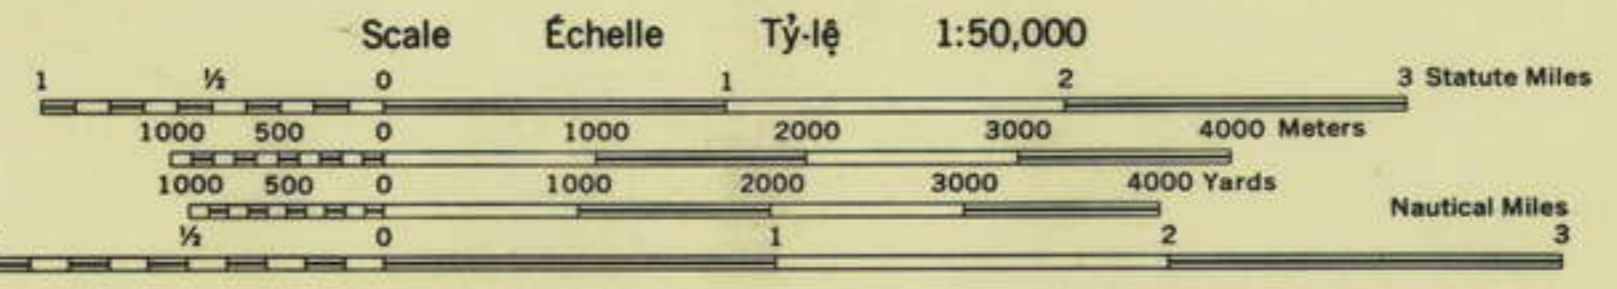 Scale Échelle Tỷ-lệ 1:50,000
1 ½ 0 1 2 3 Statute Miles
1000 500 0 1000 2000 3000 4000 Meters
1000 500 0 1000 2000 3000 4000 Yards
Nautical Miles
½ 0 1 2 3